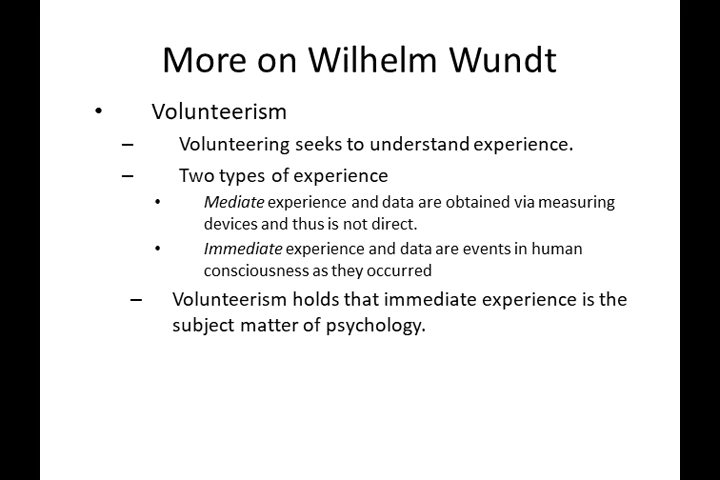 More on Wilhelm Wundt
• Volunteerism
– Volunteering seeks to understand experience.
– Two types of experience
• Mediate experience and data are obtained via measuring
devices and thus is not direct.
• Immediate experience and data are events in human
consciousness as they occurred
– Volunteerism holds that immediate experience is the
subject matter of psychology.